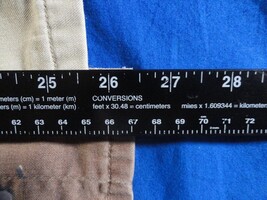 25 26 27 28
meters (cm) = 1 meter (m) CONVERSIONS
meters (m) = 1 kilometer (km) feet x 30.48 = centimeters miles x 1.609344 = kilometers
62 63 64 65 66 67 68 69 70 71 72